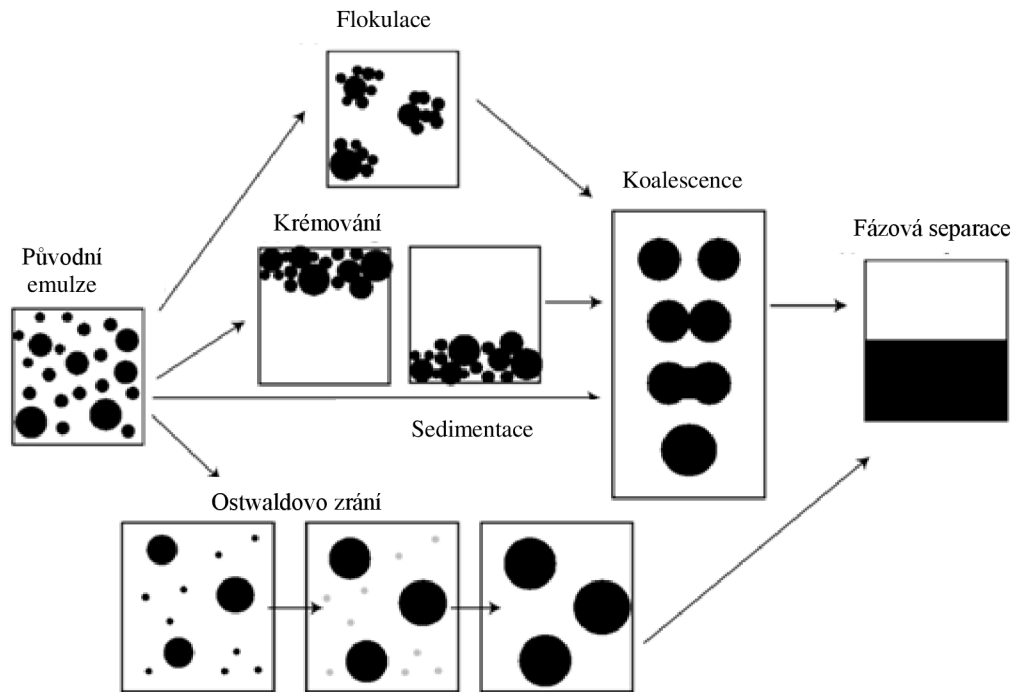 Flokulace
Koalescence
Krémování
Fázová separace
Původní
emulze
Sedimentace
Ostwaldovo zrání